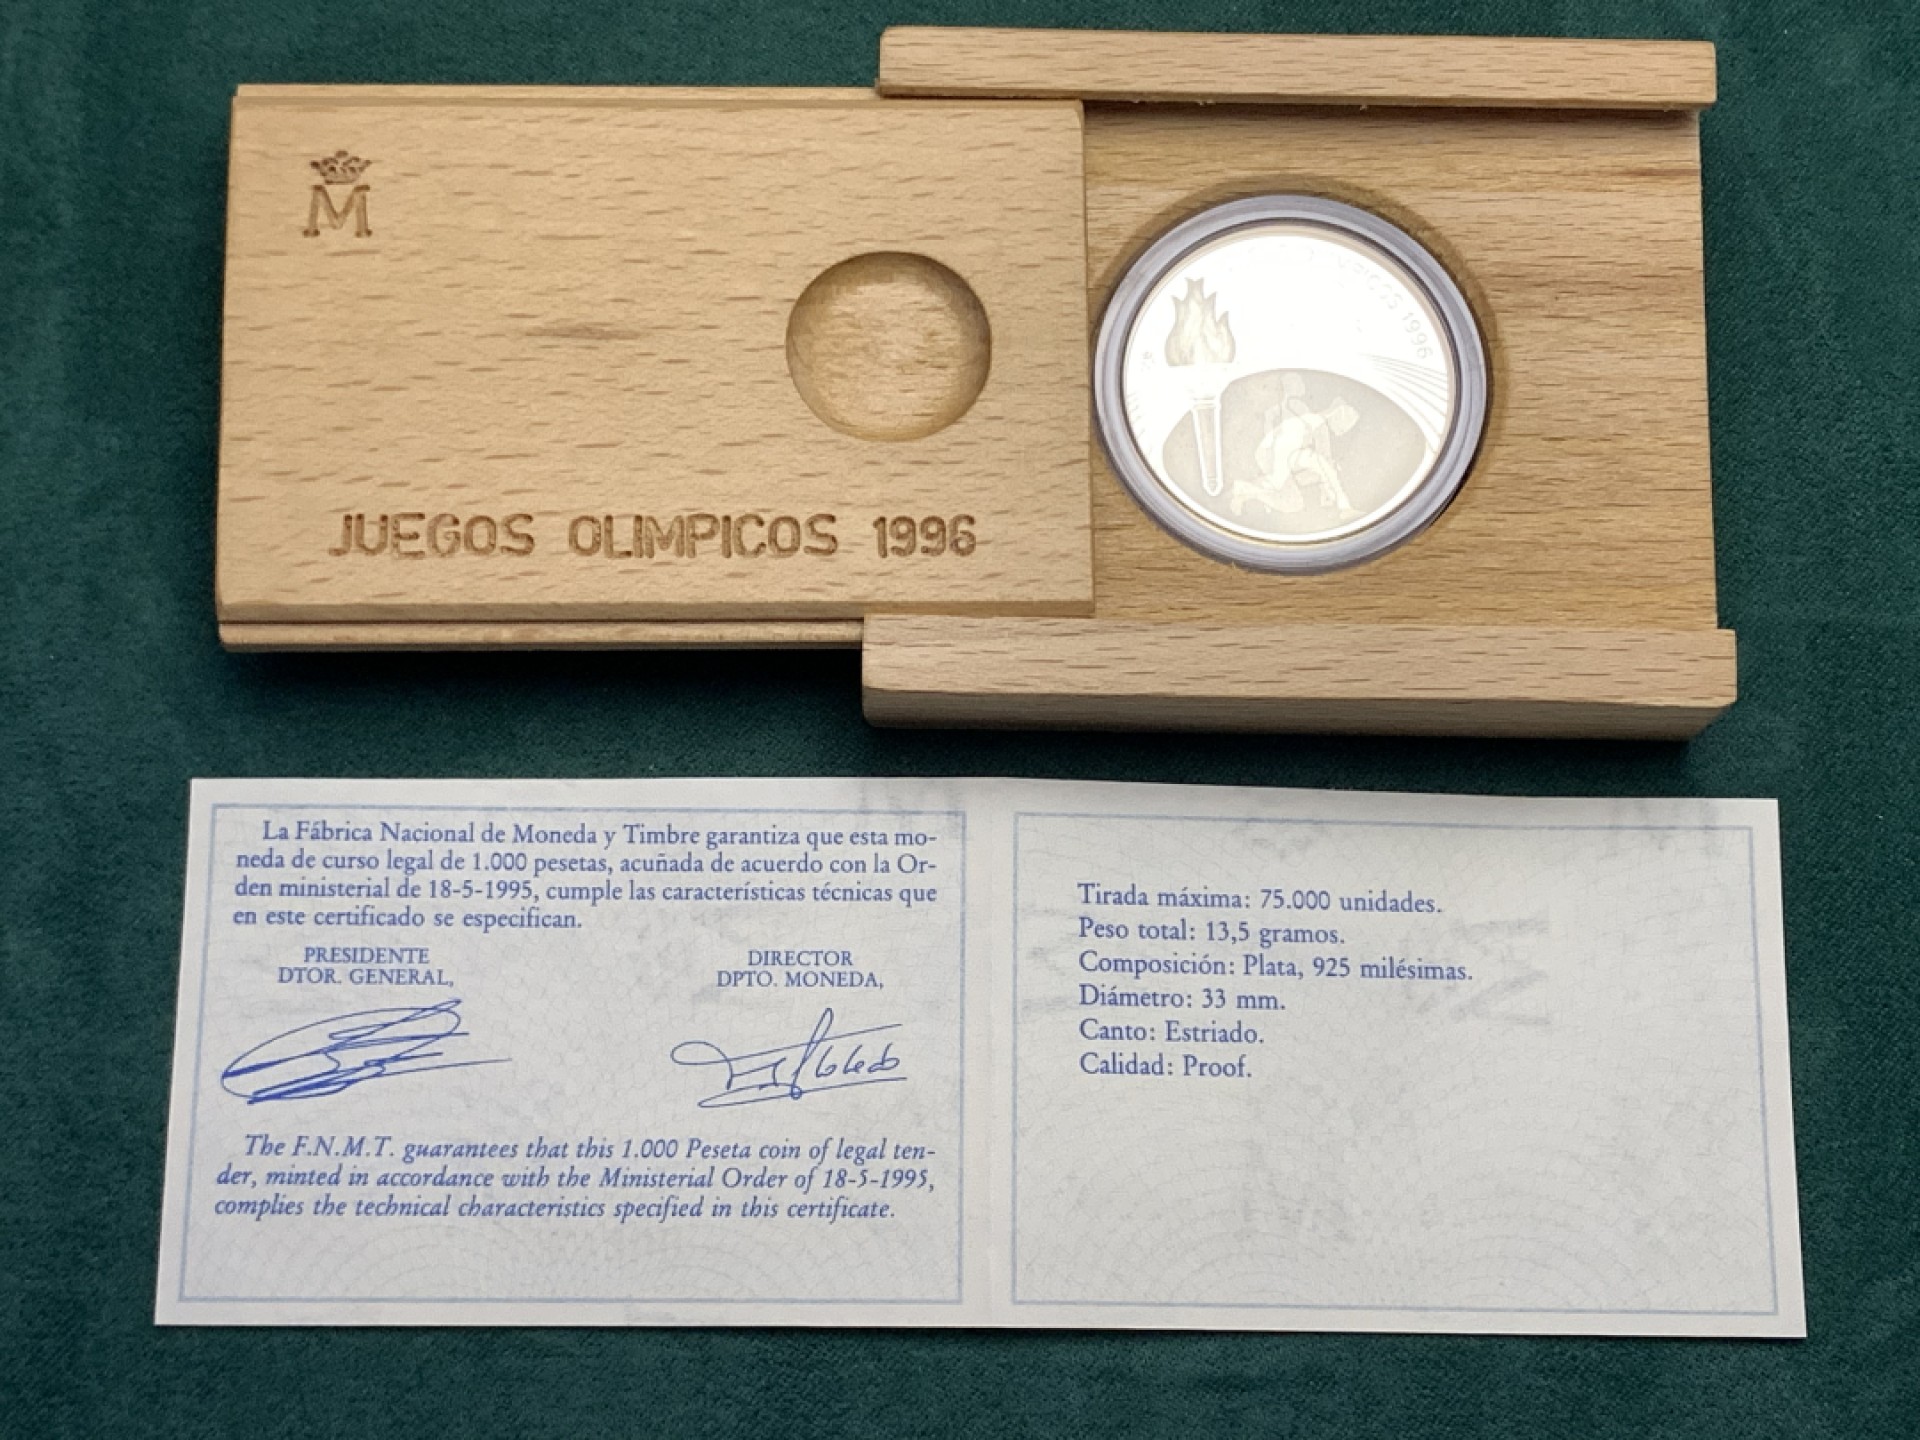 M
JUEGOS OLIMPICOS 1996
1996
La Fábrica Nacional de Moneda y Timbre garantiza que esta mo-
neda de curso legal de 1.000 pesetas, acuñada de acuerdo con la Or-
den ministerial de 18-5-1995, cumple las características técnicas que
en este certificado se especifican.
PRESIDENTE
DTOR. GENERAL,
DIRECTOR
DPTO. MONEDA,
The F.N.M.T. guarantees that this 1.000 Peseta coin of legal ten-
der, minted in accordance with the Ministerial Order of 18-5-1995,
complies the technical characteristics specified in this certificate.
Tirada máxima: 75.000 unidades.
Peso total: 13,5 gramos.
Composición: Plata, 925 milésimas.
Diámetro: 33 mm.
Canto: Estriado.
Calidad: Proof.